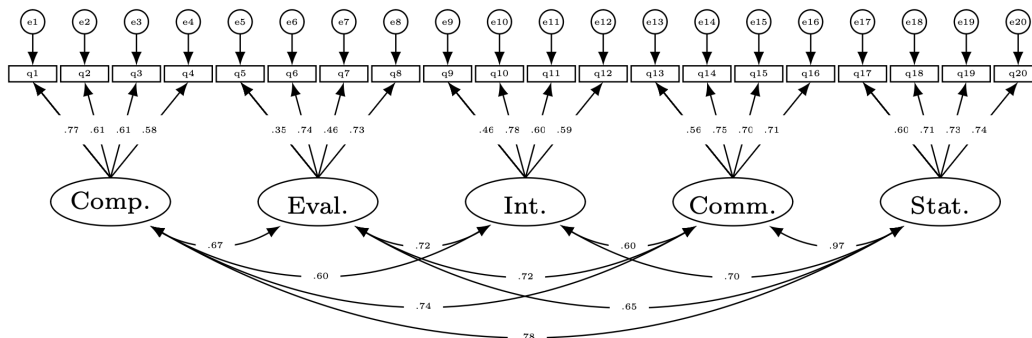 e1 e2 e3 e4 e5 e6 e7 e8 e9 e10 e11 e12 e13 e14 e15 e16 e17 e18 e19 e20
q1 q2 q3 q4 q5 q6 q7 q8 q9 q10 q11 q12 q13 q14 q15 q16 q17 q18 q19 q20
.77 .61 .61 .58 .35 .74 .46 .73 .46 .78 .60 .59 .56 .75 .70 .71 .60 .71 .73 .74
Comp. Eval. Int. Comm. Stat.
.67 .72 .60 .97
.60 .72 .70
.74 .65
.78